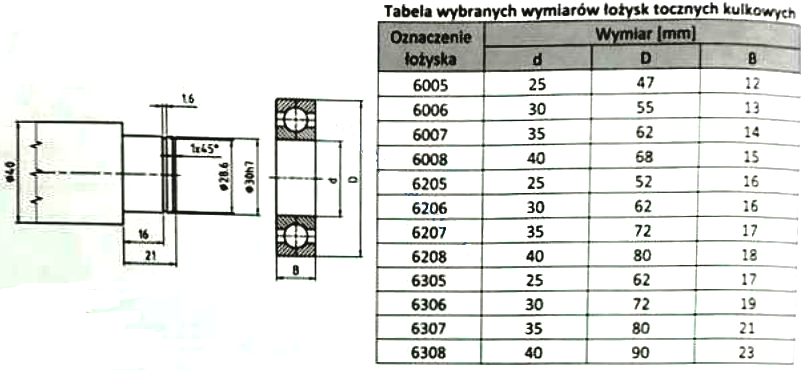 Tabela wybranych wymiarów łożysk tocznych kulkowych
Oznaczenie łożyska Wymiar [mm]
d D B
6005 25 47 12
6006 30 55 13
6007 35 62 14
6008 40 68 15
6205 25 52 16
6206 30 62 16
6207 35 72 17
6208 40 80 18
6305 25 62 17
6306 30 72 19
6307 35 80 21
6308 40 90 23
1.6
1x45°
ø40
ø28.6
ø30h7
d
D
16
21
B